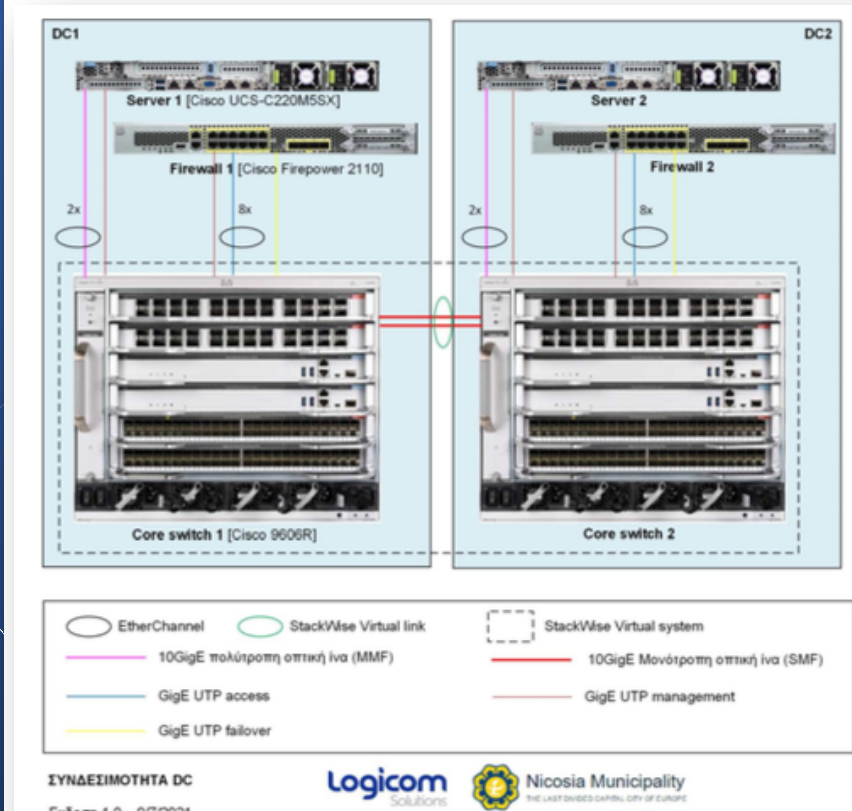 DC1
DC2
Server 1 [Cisco UCS-C220M5SX]
Server 2
Firewall 1 [Cisco Firepower 2110]
Firewall 2
2x
8x
2x
8x
Core switch 1 [Cisco 9606R]
Core switch 2
EtherChannel
StackWise Virtual link
StackWise Virtual system
10GigE πολύτροπη οπτική ίνα (MMF)
10GigE Μονότροπη οπτική ίνα (SMF)
GigE UTP access
GigE UTP management
GigE UTP failover
ΣΥΝΔΕΣΙΜΟΤΗΤΑ DC
Logicom
Solutions
Nicosia Municipality
THE LAST DIVIDED CAPITAL CITY OF EUROPE